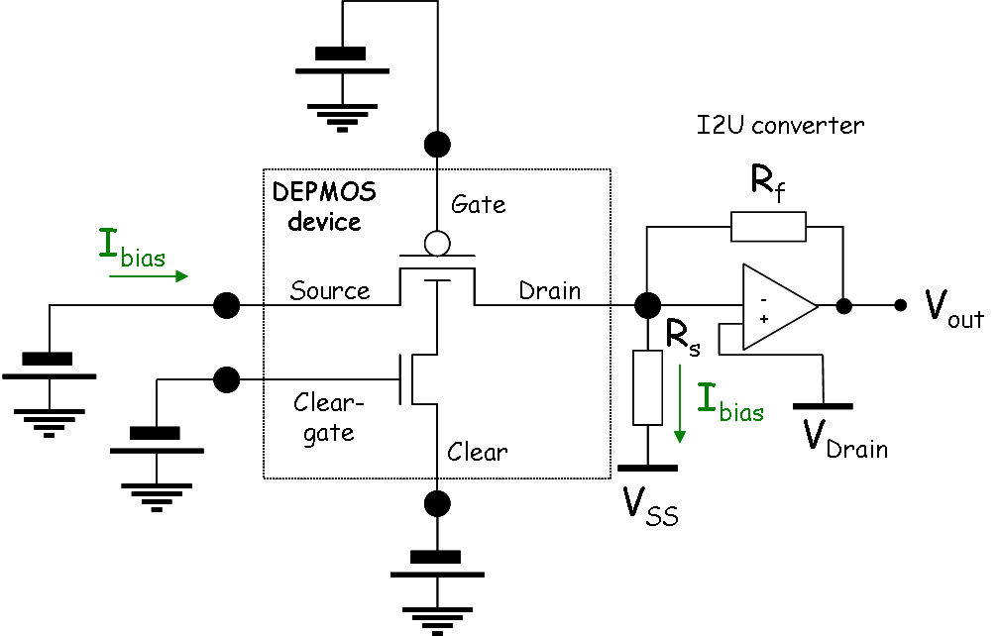 I2U converter
Rf
DEPMOS
device
Gate
Ibias
Source
Drain
-
+
Vout
Rs
Ibias
Clear-
gate
VDrain
Clear
VSS